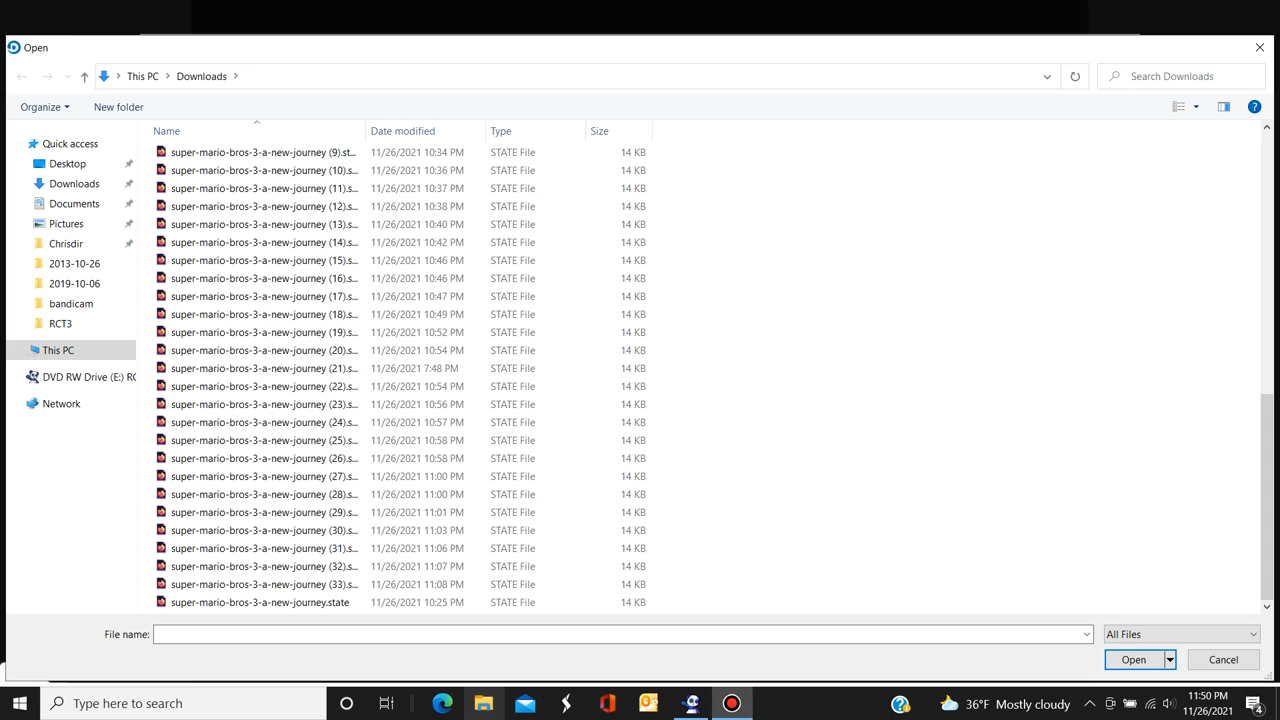 Open
This PC > Downloads >
Search Downloads
Organize
New folder
Name Date modified Type Size
Quick access
Desktop
Downloads
Documents
Pictures
Chrisdir
2013-10-26
2019-10-06
bandicam
RCT3
This PC
DVD RW Drive (E:) RC
Network
super-mario-bros-3-a-new-journey (9).st... 11/26/2021 10:34 PM STATE File 14 KB
super-mario-bros-3-a-new-journey (10).s... 11/26/2021 10:36 PM STATE File 14 KB
super-mario-bros-3-a-new-journey (11).s... 11/26/2021 10:37 PM STATE File 14 KB
super-mario-bros-3-a-new-journey (12).s... 11/26/2021 10:38 PM STATE File 14 KB
super-mario-bros-3-a-new-journey (13).s... 11/26/2021 10:40 PM STATE File 14 KB
super-mario-bros-3-a-new-journey (14).s... 11/26/2021 10:42 PM STATE File 14 KB
super-mario-bros-3-a-new-journey (15).s... 11/26/2021 10:46 PM STATE File 14 KB
super-mario-bros-3-a-new-journey (16).s... 11/26/2021 10:46 PM STATE File 14 KB
super-mario-bros-3-a-new-journey (17).s... 11/26/2021 10:47 PM STATE File 14 KB
super-mario-bros-3-a-new-journey (18).s... 11/26/2021 10:49 PM STATE File 14 KB
super-mario-bros-3-a-new-journey (19).s... 11/26/2021 10:52 PM STATE File 14 KB
super-mario-bros-3-a-new-journey (20).s... 11/26/2021 10:54 PM STATE File 14 KB
super-mario-bros-3-a-new-journey (21).s... 11/26/2021 7:48 PM STATE File 14 KB
super-mario-bros-3-a-new-journey (22).s... 11/26/2021 10:54 PM STATE File 14 KB
super-mario-bros-3-a-new-journey (23).s... 11/26/2021 10:56 PM STATE File 14 KB
super-mario-bros-3-a-new-journey (24).s... 11/26/2021 10:57 PM STATE File 14 KB
super-mario-bros-3-a-new-journey (25).s... 11/26/2021 10:58 PM STATE File 14 KB
super-mario-bros-3-a-new-journey (26).s... 11/26/2021 10:58 PM STATE File 14 KB
super-mario-bros-3-a-new-journey (27).s... 11/26/2021 11:00 PM STATE File 14 KB
super-mario-bros-3-a-new-journey (28).s... 11/26/2021 11:00 PM STATE File 14 KB
super-mario-bros-3-a-new-journey (29).s... 11/26/2021 11:01 PM STATE File 14 KB
super-mario-bros-3-a-new-journey (30).s... 11/26/2021 11:03 PM STATE File 14 KB
super-mario-bros-3-a-new-journey (31).s... 11/26/2021 11:06 PM STATE File 14 KB
super-mario-bros-3-a-new-journey (32).s... 11/26/2021 11:07 PM STATE File 14 KB
super-mario-bros-3-a-new-journey (33).s... 11/26/2021 11:08 PM STATE File 14 KB
super-mario-bros-3-a-new-journey.state 11/26/2021 10:25 PM STATE File 14 KB
File name:
All Files
Open
Cancel
Type here to search
36°F Mostly cloudy
11:50 PM
11/26/2021
4